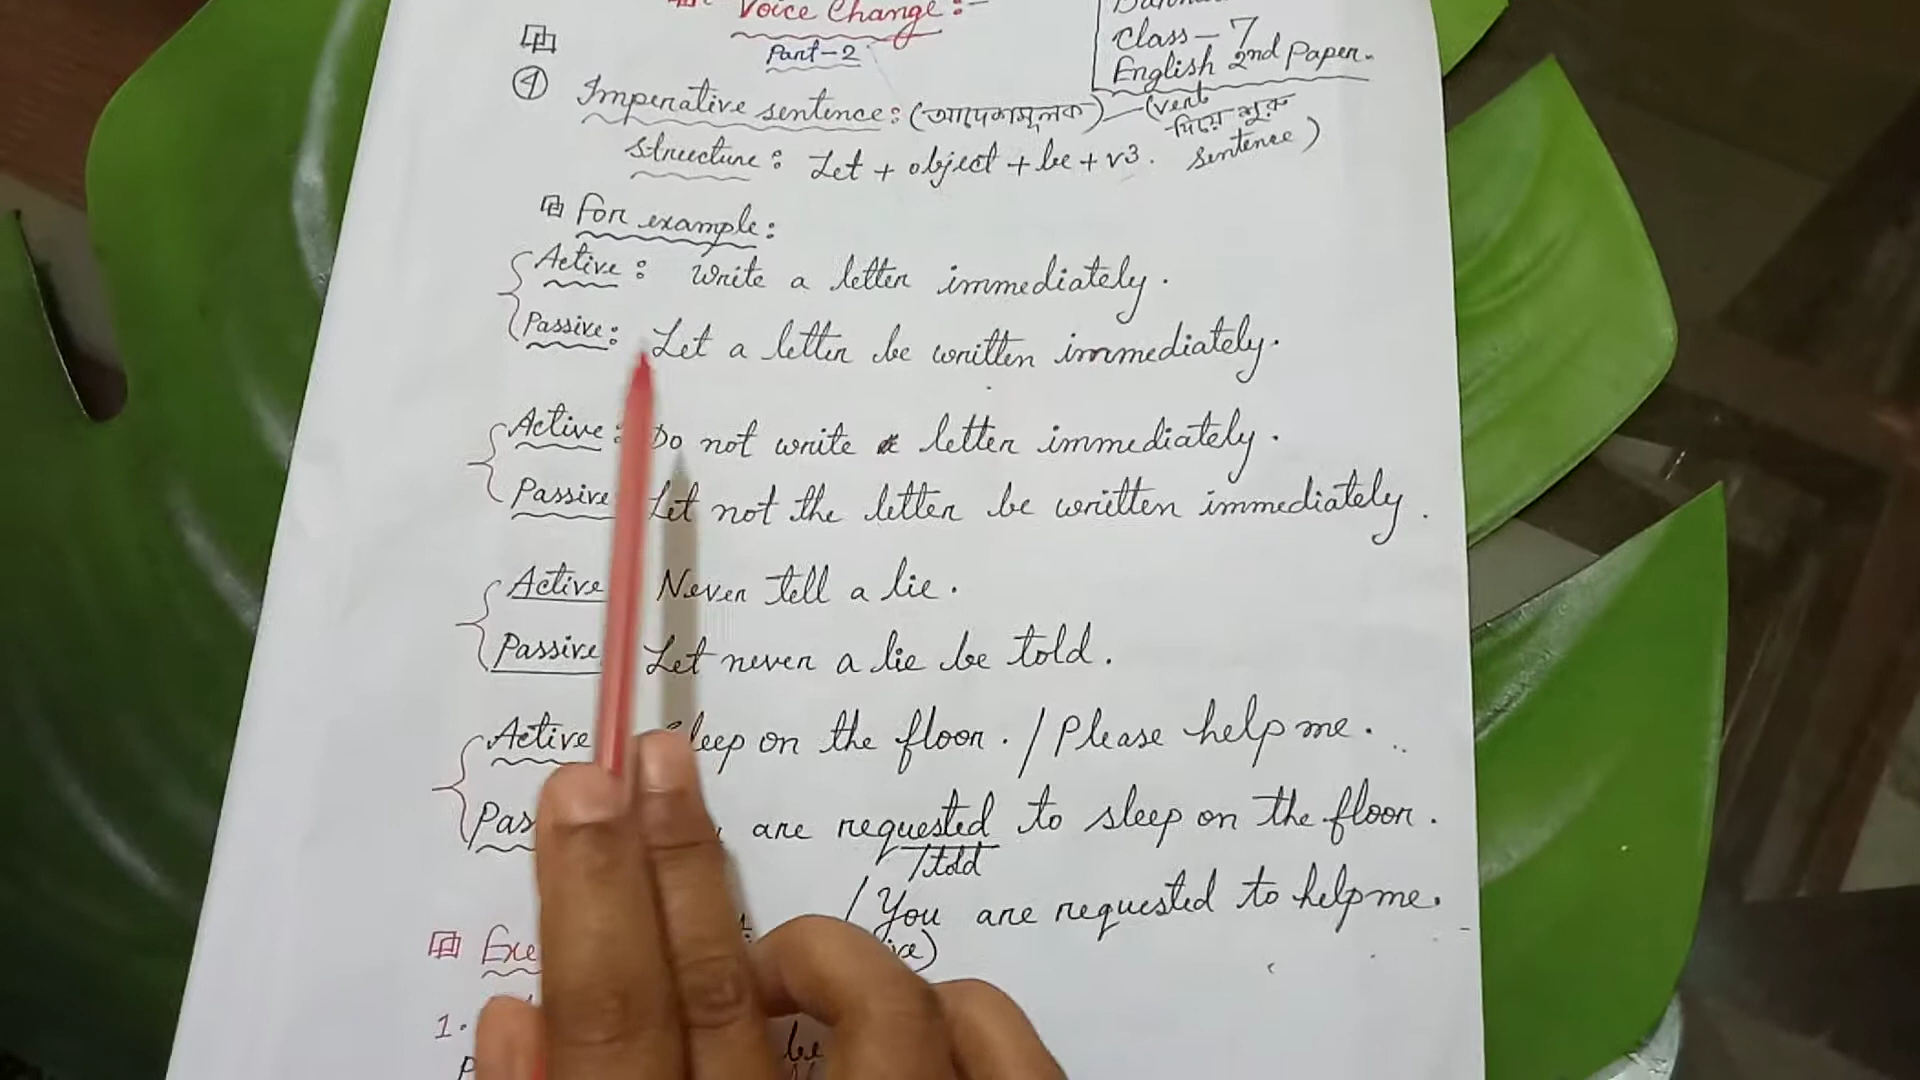 Voice Change :-
Part-2
Class-7
English 2nd Paper.
④ Imperative sentence: (আদেশমূলক) — (verb
দিয়ে শুরু
sentence)
structure: Let + object + be + v3.
For example:
Active: Write a letter immediately.
Passive: Let a letter be written immediately.
Active: Do not write a letter immediately.
Passive Let not the letter be written immediately.
Active Never tell a lie.
Passive Let never a lie be told.
Active Sleep on the floor. / Please help me.
Pas are requested to sleep on the floor.
/told
/ You are requested to help me.
Exe
1.
be